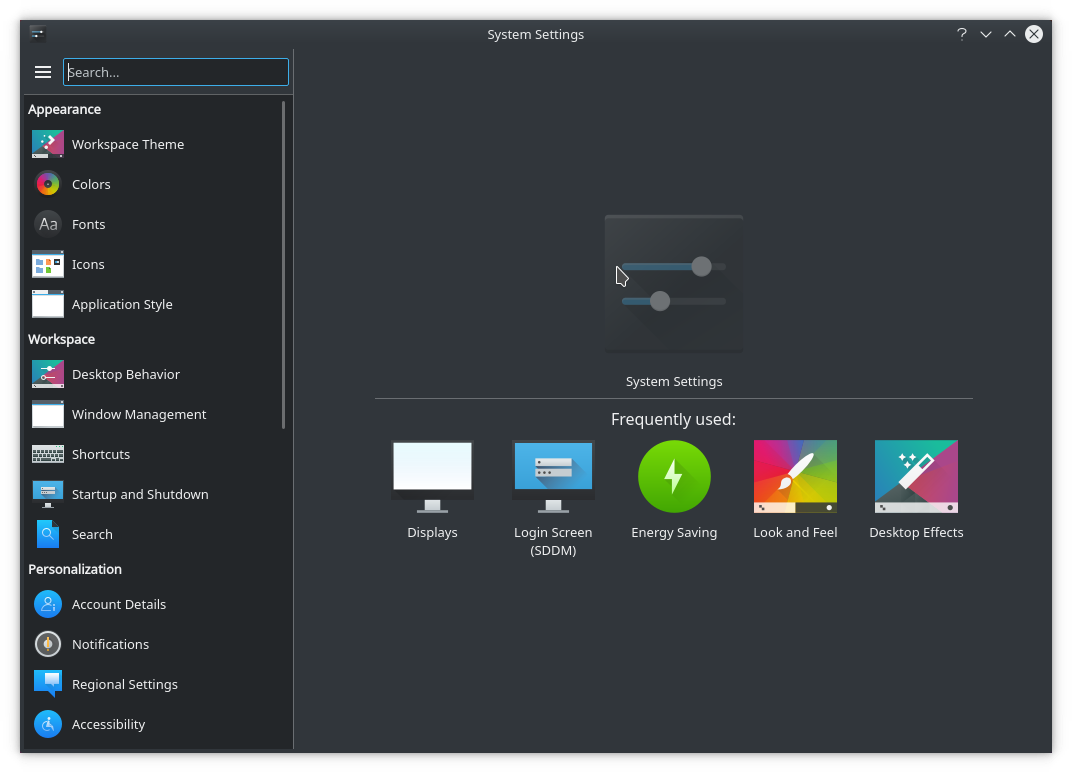 System Settings
Search...
Appearance
Workspace Theme
Colors
Aa Fonts
Icons
Application Style
Workspace
Desktop Behavior
Window Management
Shortcuts
Startup and Shutdown
Search
Personalization
Account Details
Notifications
Regional Settings
Accessibility
System Settings
Frequently used:
Displays
Login Screen
(SDDM)
Energy Saving
Look and Feel
Desktop Effects